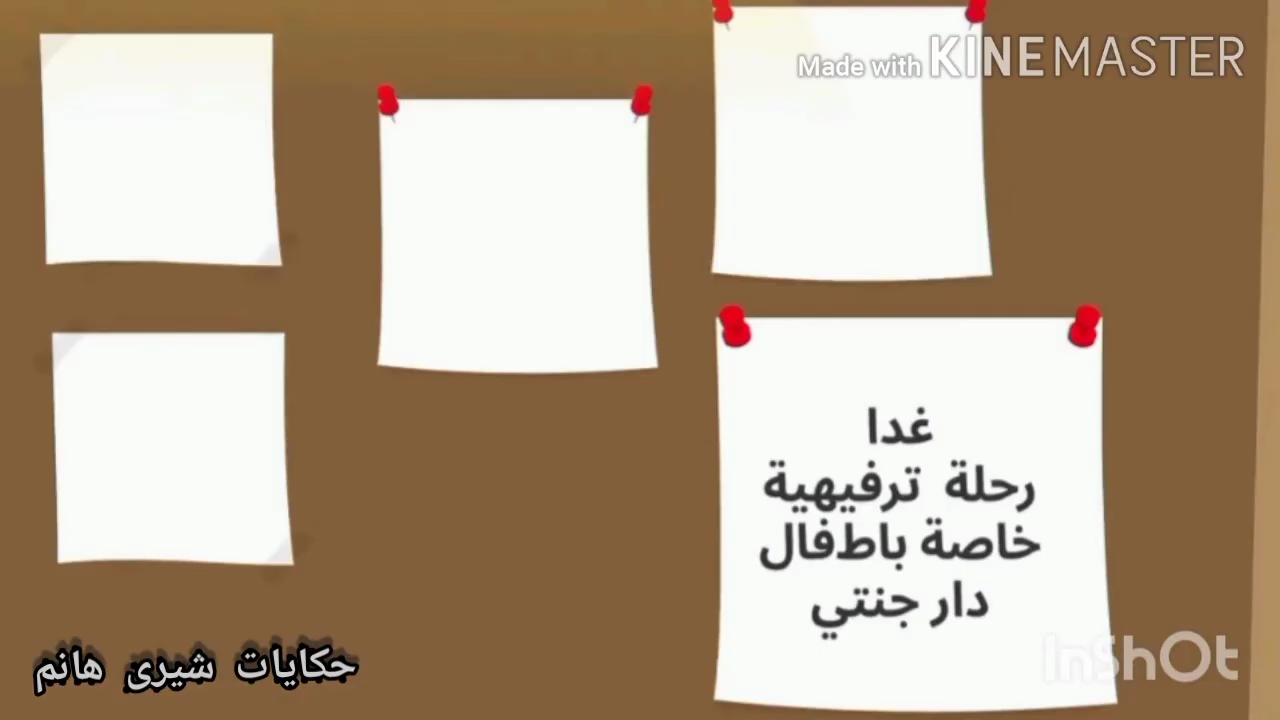 Made with KINEMASTER
غدا
رحلة ترفيهية
خاصة باطفال
دار جنتي
حكايات شيرى هانم
InShOt